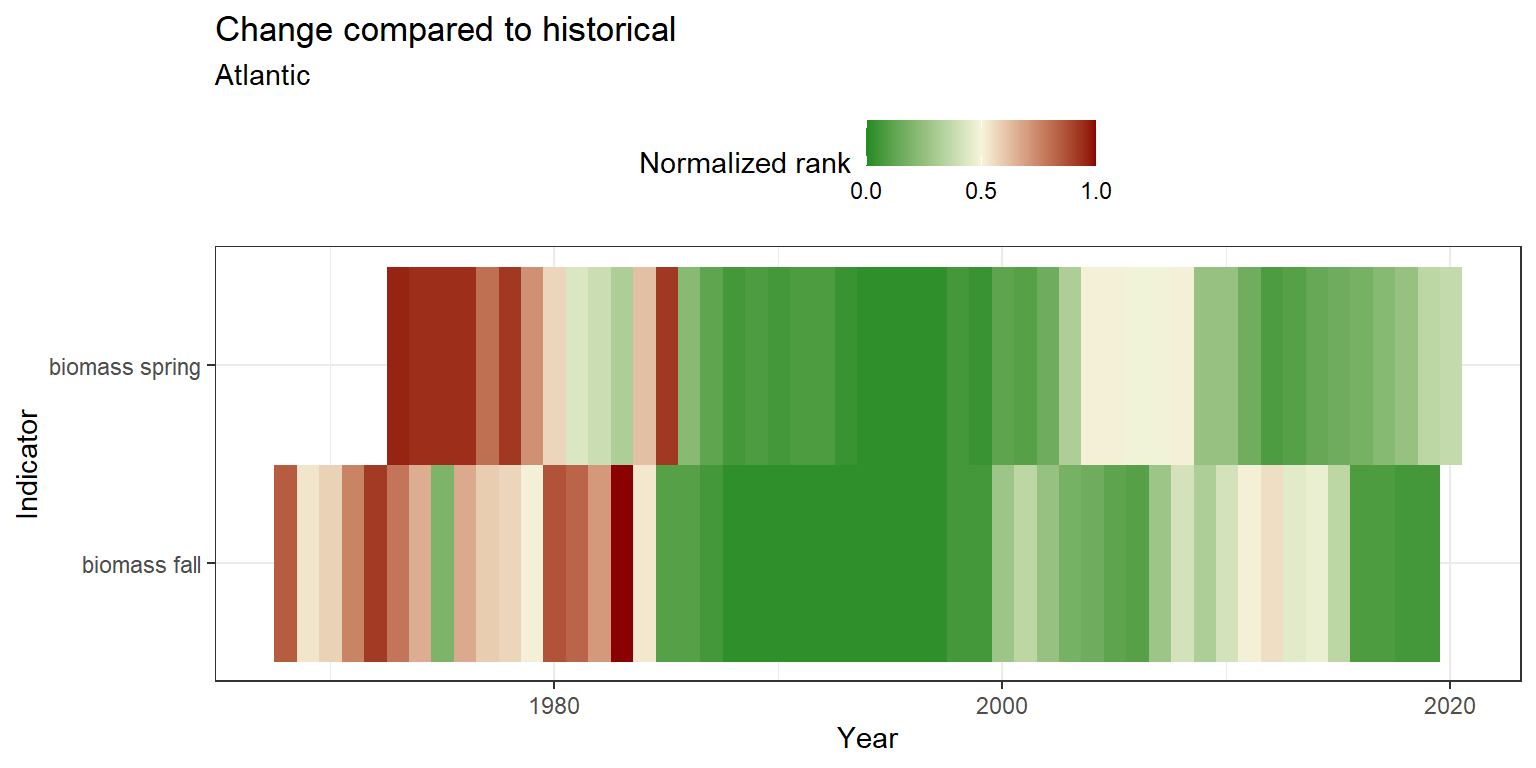 Change compared to historical
Atlantic
Normalized rank
0.0 0.5 1.0
Indicator
biomass spring
biomass fall
1980 2000 2020
Year